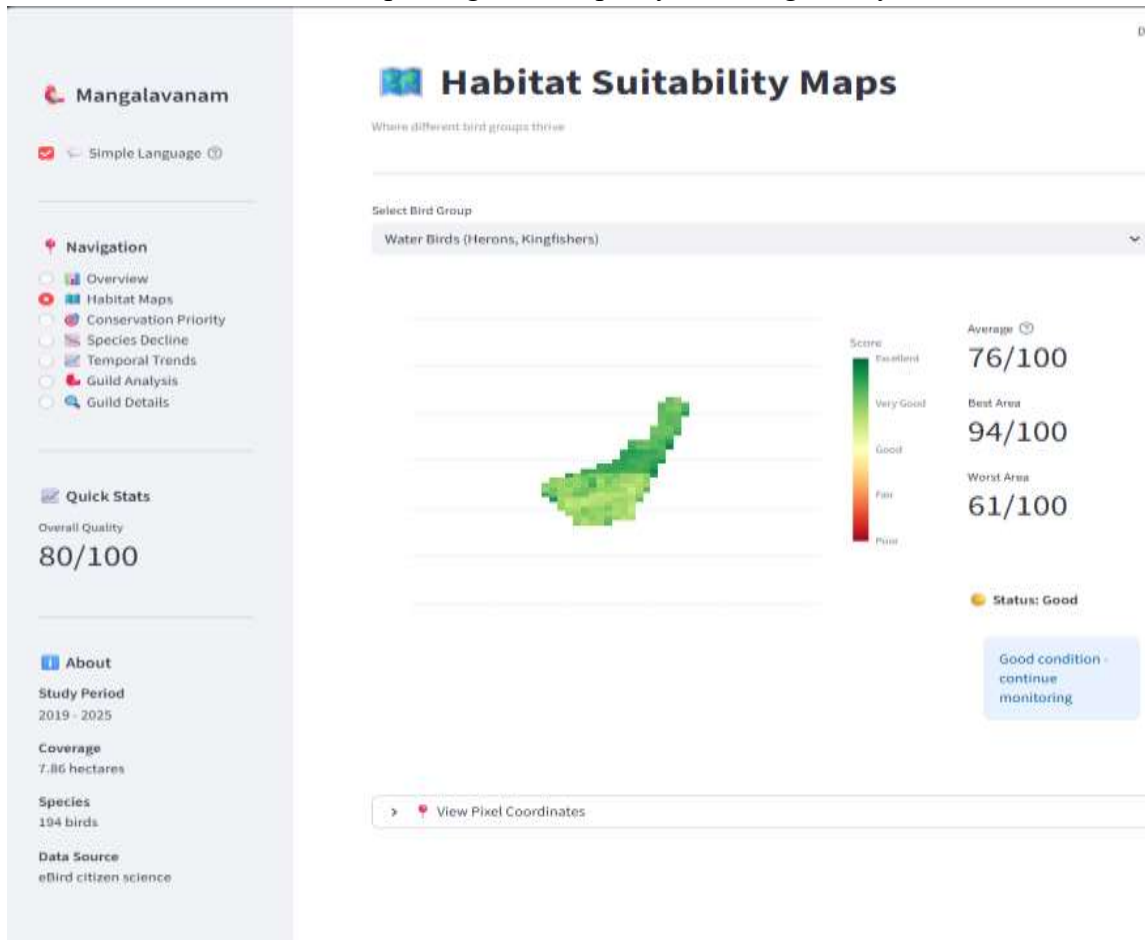 Mangalavanam
Simple Language
Navigation
Overview
Habitat Maps
Conservation Priority
Species Decline
Temporal Trends
Guild Analysis
Guild Details
Quick Stats
Overall Quality
80/100
About
Study Period
2019 - 2025
Coverage
7.86 hectares
Species
194 birds
Data Source
eBird citizen science
Habitat Suitability Maps
Where different bird groups thrive
Select Bird Group
Water Birds (Herons, Kingfishers)
Score
Excellent
Very Good
Good
Fair
Poor
Average
76/100
Best Area
94/100
Worst Area
61/100
Status: Good
Good condition -
continue
monitoring
View Pixel Coordinates